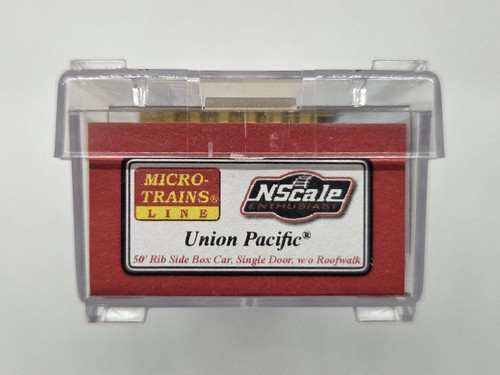 MICRO-
TRAINS®
LINE
NScale
ENTHUSIAST
Union Pacific®
50' Rib Side Box Car, Single Door, w/o Roofwalk